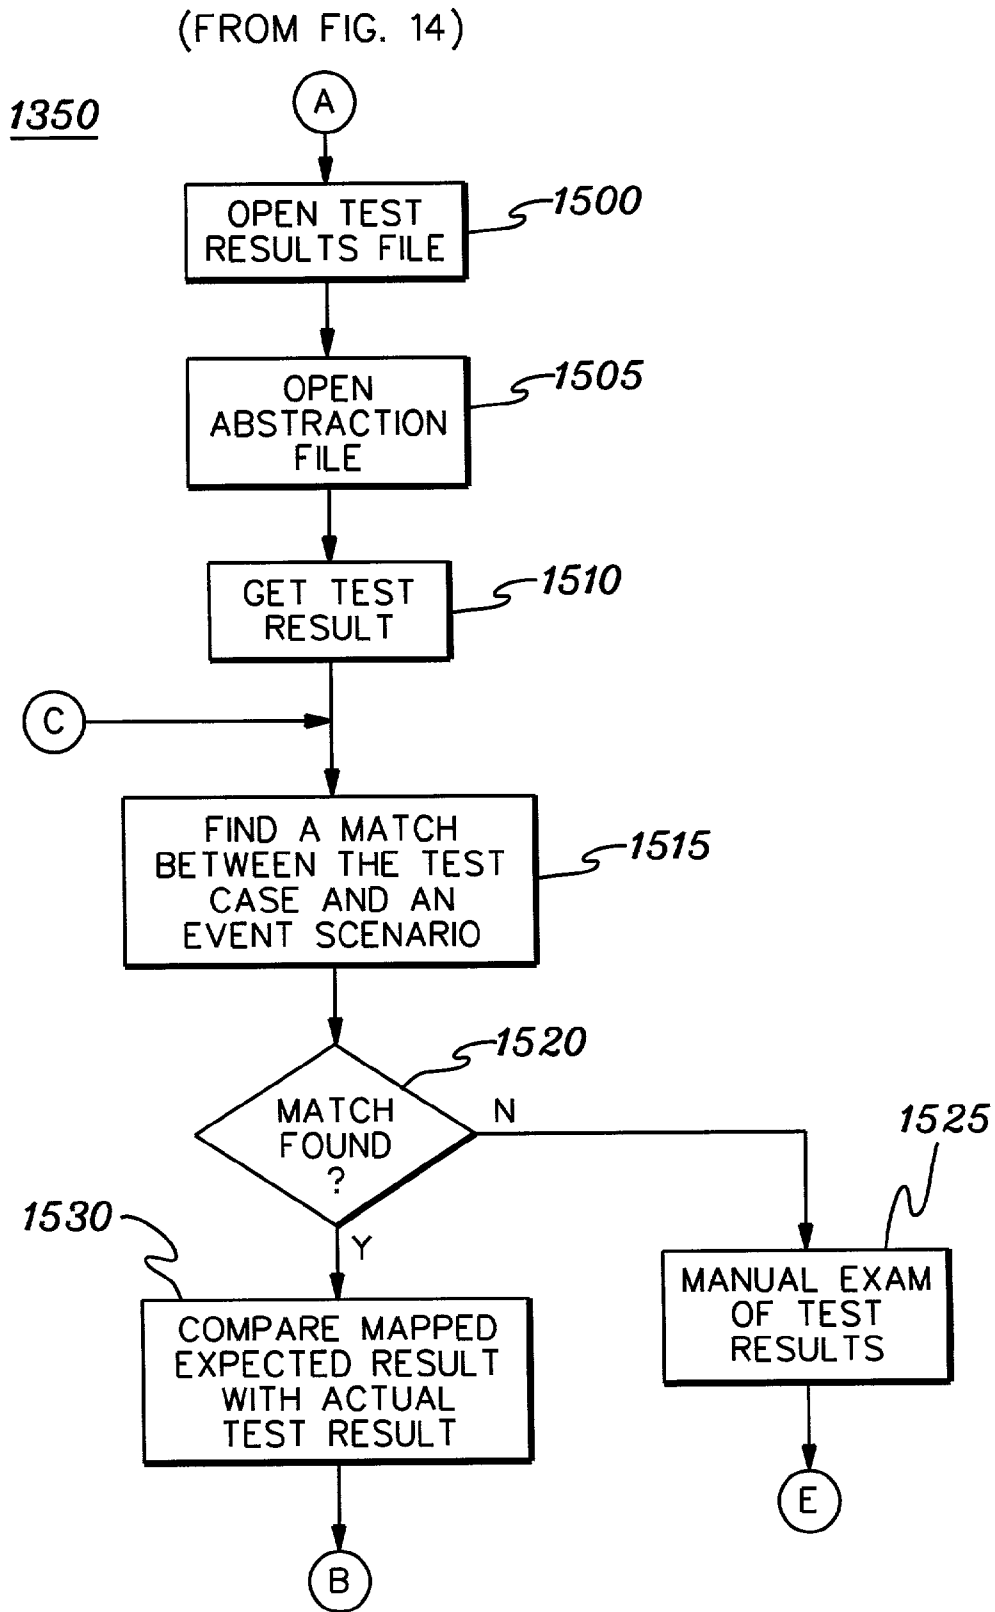 (FROM FIG. 14)
1350
A
OPEN TEST
RESULTS FILE
1500
OPEN
ABSTRACTION
FILE
1505
GET TEST
RESULT
1510
C
FIND A MATCH
BETWEEN THE TEST
CASE AND AN
EVENT SCENARIO
1515
MATCH
FOUND
?
1520
N
Y
1525
MANUAL EXAM
OF TEST
RESULTS
1530
COMPARE MAPPED
EXPECTED RESULT
WITH ACTUAL
TEST RESULT
E
B